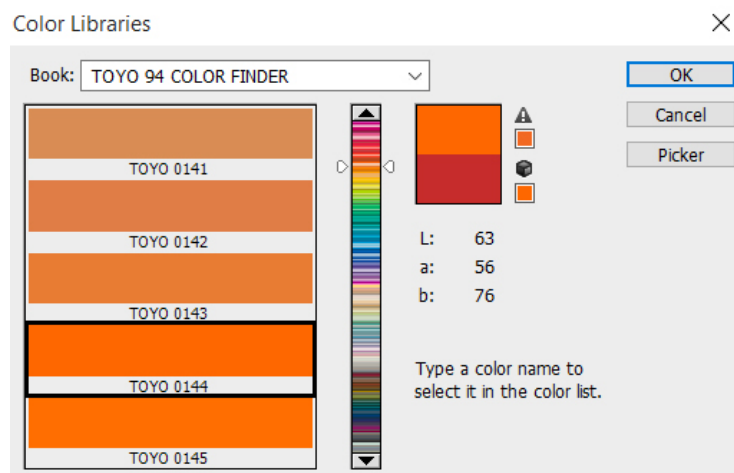 Color Libraries
Book: TOYO 94 COLOR FINDER
OK
Cancel
Picker
TOYO 0141
TOYO 0142
TOYO 0143
TOYO 0144
TOYO 0145
L: 63
a: 56
b: 76
Type a color name to
select it in the color list.